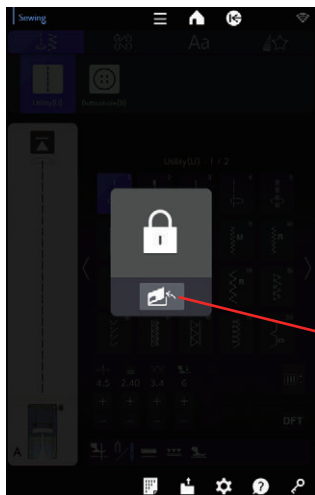 Sewing
Aa
Utility(U) Buttonhole(B)
Utility(U) - 1 / 2
4.5 2.40 3.4 6
+ + + +
- - - -
DFT
A
?